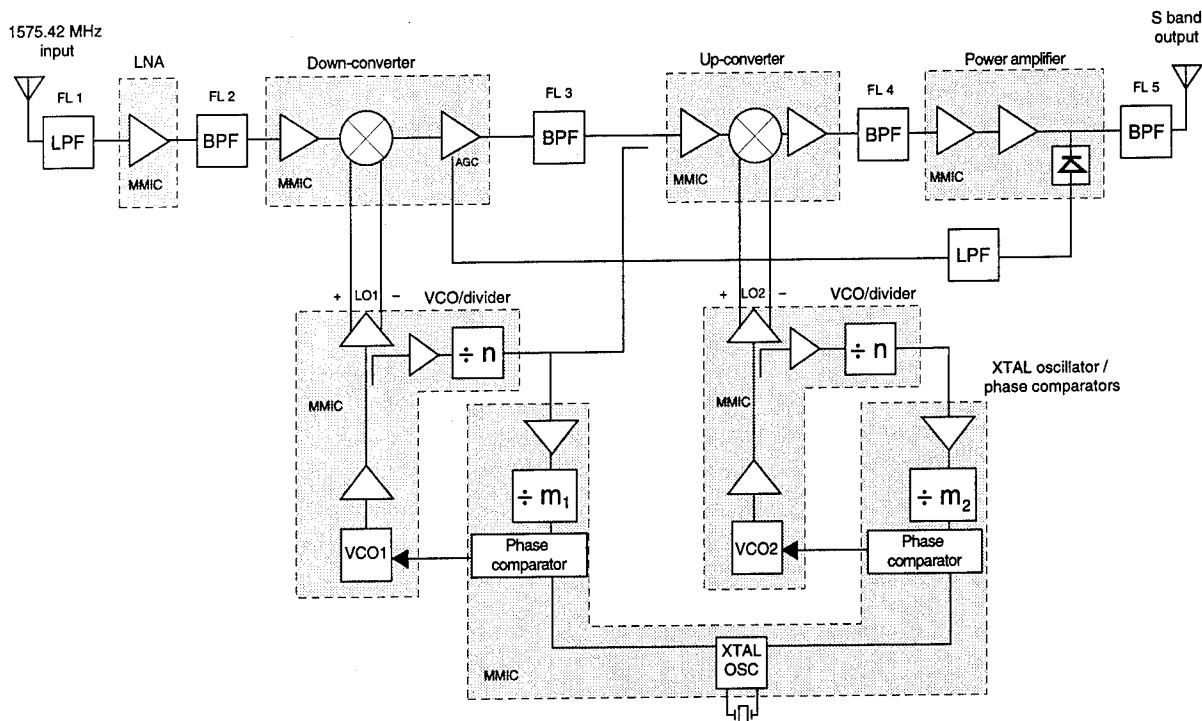 1575.42 MHz
input
S band
output
LNA
Down-converter
Up-converter
Power amplifier
FL 1
FL 2
FL 3
FL 4
FL 5
LPF
BPF
BPF
BPF
BPF
AGC
MMIC
MMIC
MMIC
MMIC
LPF
+ LO1 −
VCO/divider
+ LO2 −
VCO/divider
÷ n
÷ n
XTAL oscillator /
phase comparators
MMIC
MMIC
÷ m1
÷ m2
VCO1
Phase
comparator
VCO2
Phase
comparator
XTAL
OSC
MMIC